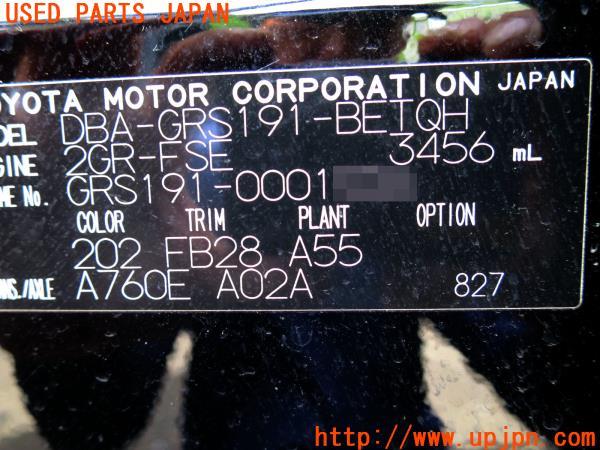 USED PARTS JAPAN
OYOTA MOTOR CORPORATION JAPAN
DEL DBA-GRS191-BETQH
GINE 2GR-FSE 3456 mL
ME No. GRS191-0001
COLOR TRIM PLANT OPTION
202 FB28 A55
NS./AXLE A760E A02A 827
http://www.upjpn.com